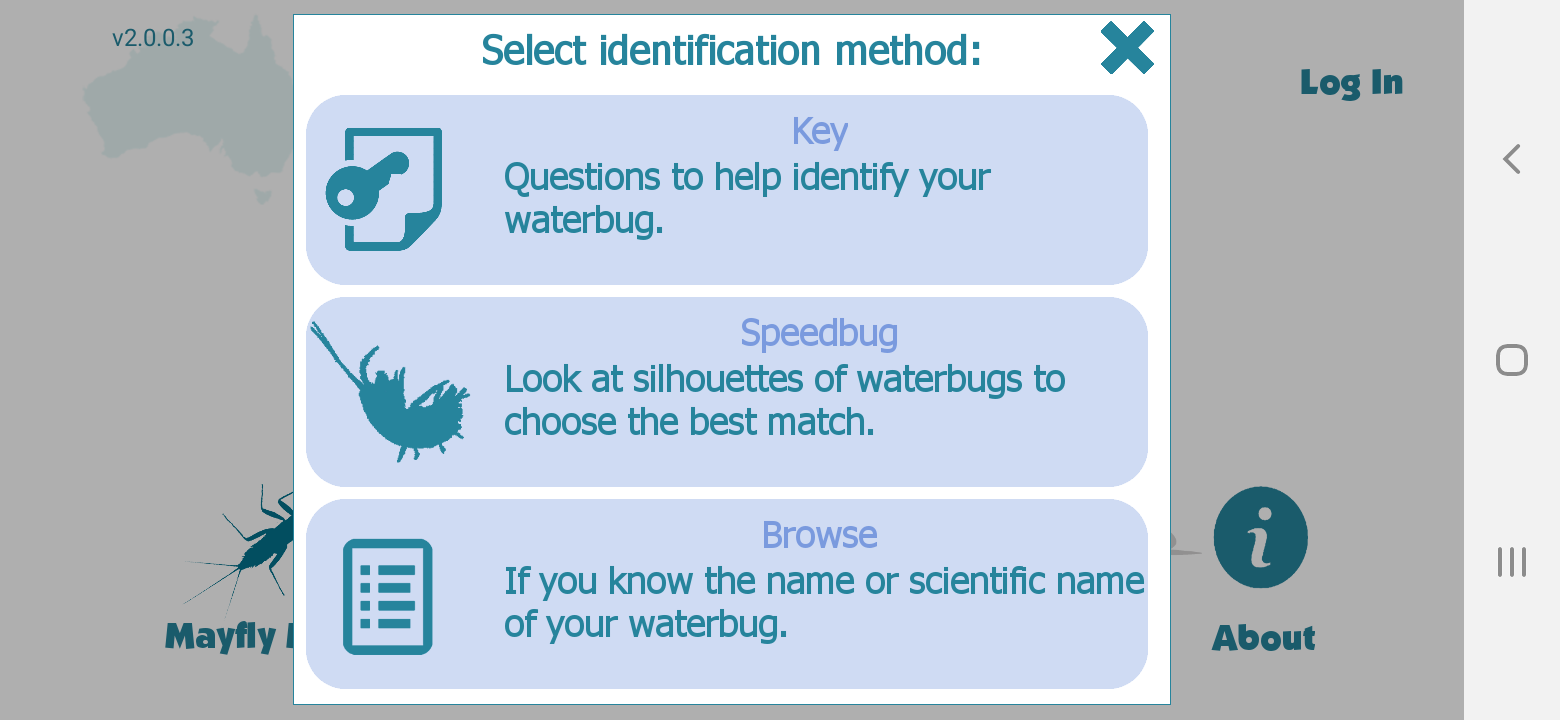 v2.0.0.3
Select identification method:
Log In
Key
Questions to help identify your
waterbug.
Speedbug
Look at silhouettes of waterbugs to
choose the best match.
Browse
If you know the name or scientific name
of your waterbug.
Mayfly
About